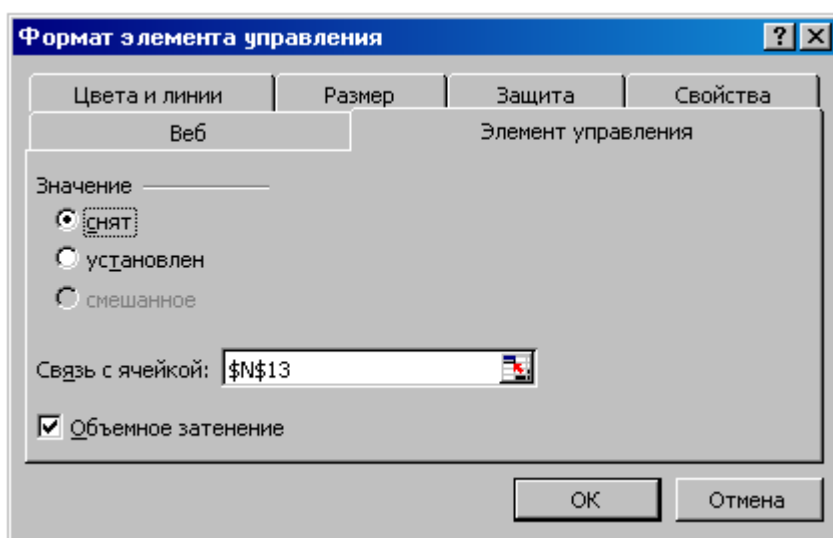 Формат элемента управления
Цвета и линии Размер Защита Свойства
Веб Элемент управления
Значение
снят
установлен
смешанное
Связь с ячейкой: $N$13
Объемное затенение
ОК Отмена